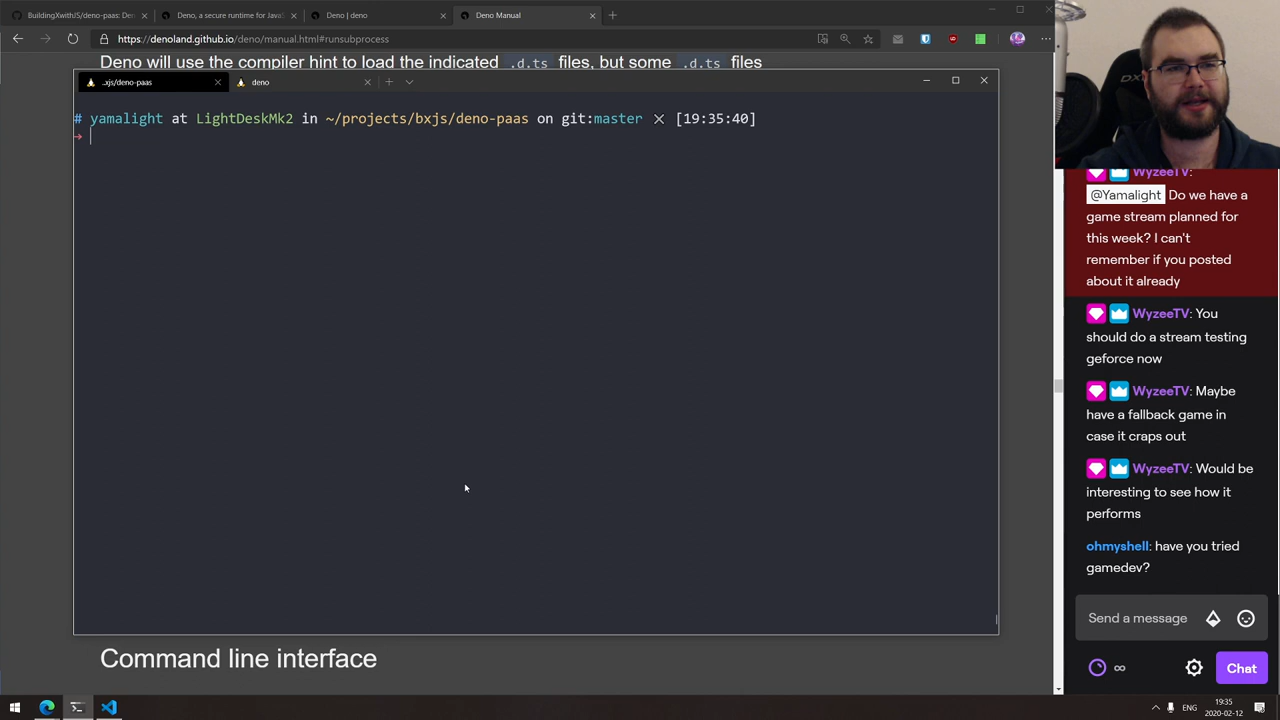 BuildingXwithJS/deno-paas: Den
Deno, a secure runtime for JavaS
Deno | deno
Deno Manual
https://denoland.github.io/deno/manual.html#runsubprocess
Deno will use the compiler hint to load the indicated .d.ts files, but some .d.ts files
..xjs/deno-paas
deno
# yamalight at LightDeskMk2 in ~/projects/bxjs/deno-paas on git:master × [19:35:40]
→
Command line interface
DX
WyzeeTV:
@Yamalight Do we have a
game stream planned for
this week? I can't
remember if you posted
about it already
WyzeeTV: You
should do a stream testing
geforce now
WyzeeTV: Maybe
have a fallback game in
case it craps out
WyzeeTV: Would be
interesting to see how it
performs
ohmyshell: have you tried
gamedev?
Send a message
∞
Chat
ENG
19:35
2020-02-12